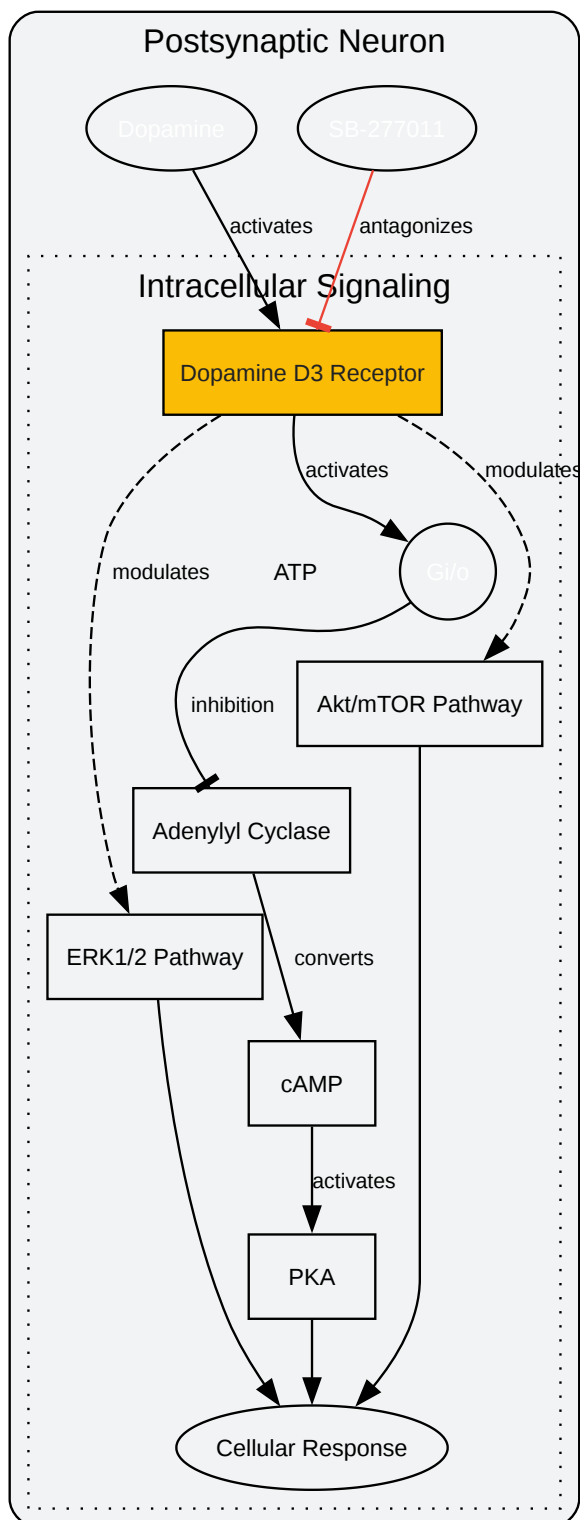 Postsynaptic Neuron
Dopamine
SB-277011
activates
antagonizes
Intracellular Signaling
Dopamine D3 Receptor
activates
modulates
modulates
ATP
Gi/o
Akt/mTOR Pathway
inhibition
Adenylyl Cyclase
ERK1/2 Pathway
converts
cAMP
activates
PKA
Cellular Response